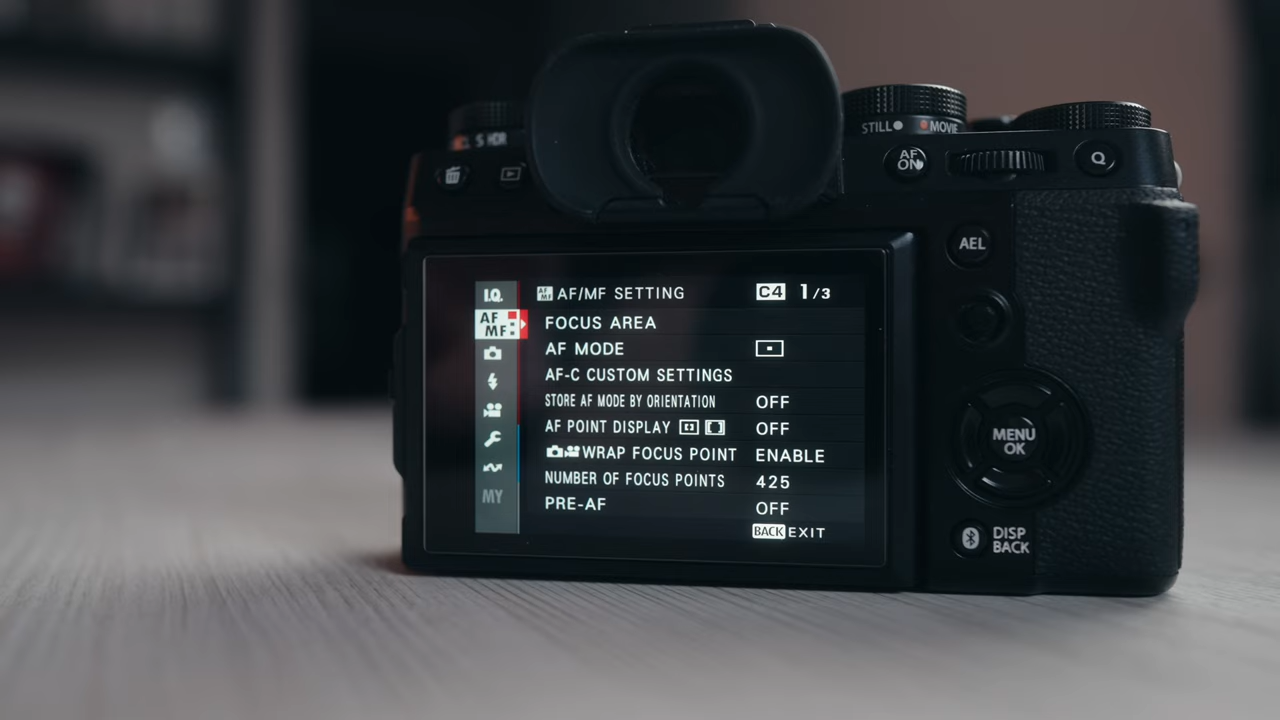 S HDR
STILL MOVIE
AF
ON
Q
AEL
I.Q. AF MF AF/MF SETTING C4 1/3
AF
MF
FOCUS AREA
AF MODE
AF-C CUSTOM SETTINGS
STORE AF MODE BY ORIENTATION OFF
AF POINT DISPLAY OFF
WRAP FOCUS POINT ENABLE
NUMBER OF FOCUS POINTS 425
MY
PRE-AF OFF
BACK EXIT
MENU
OK
DISP
BACK